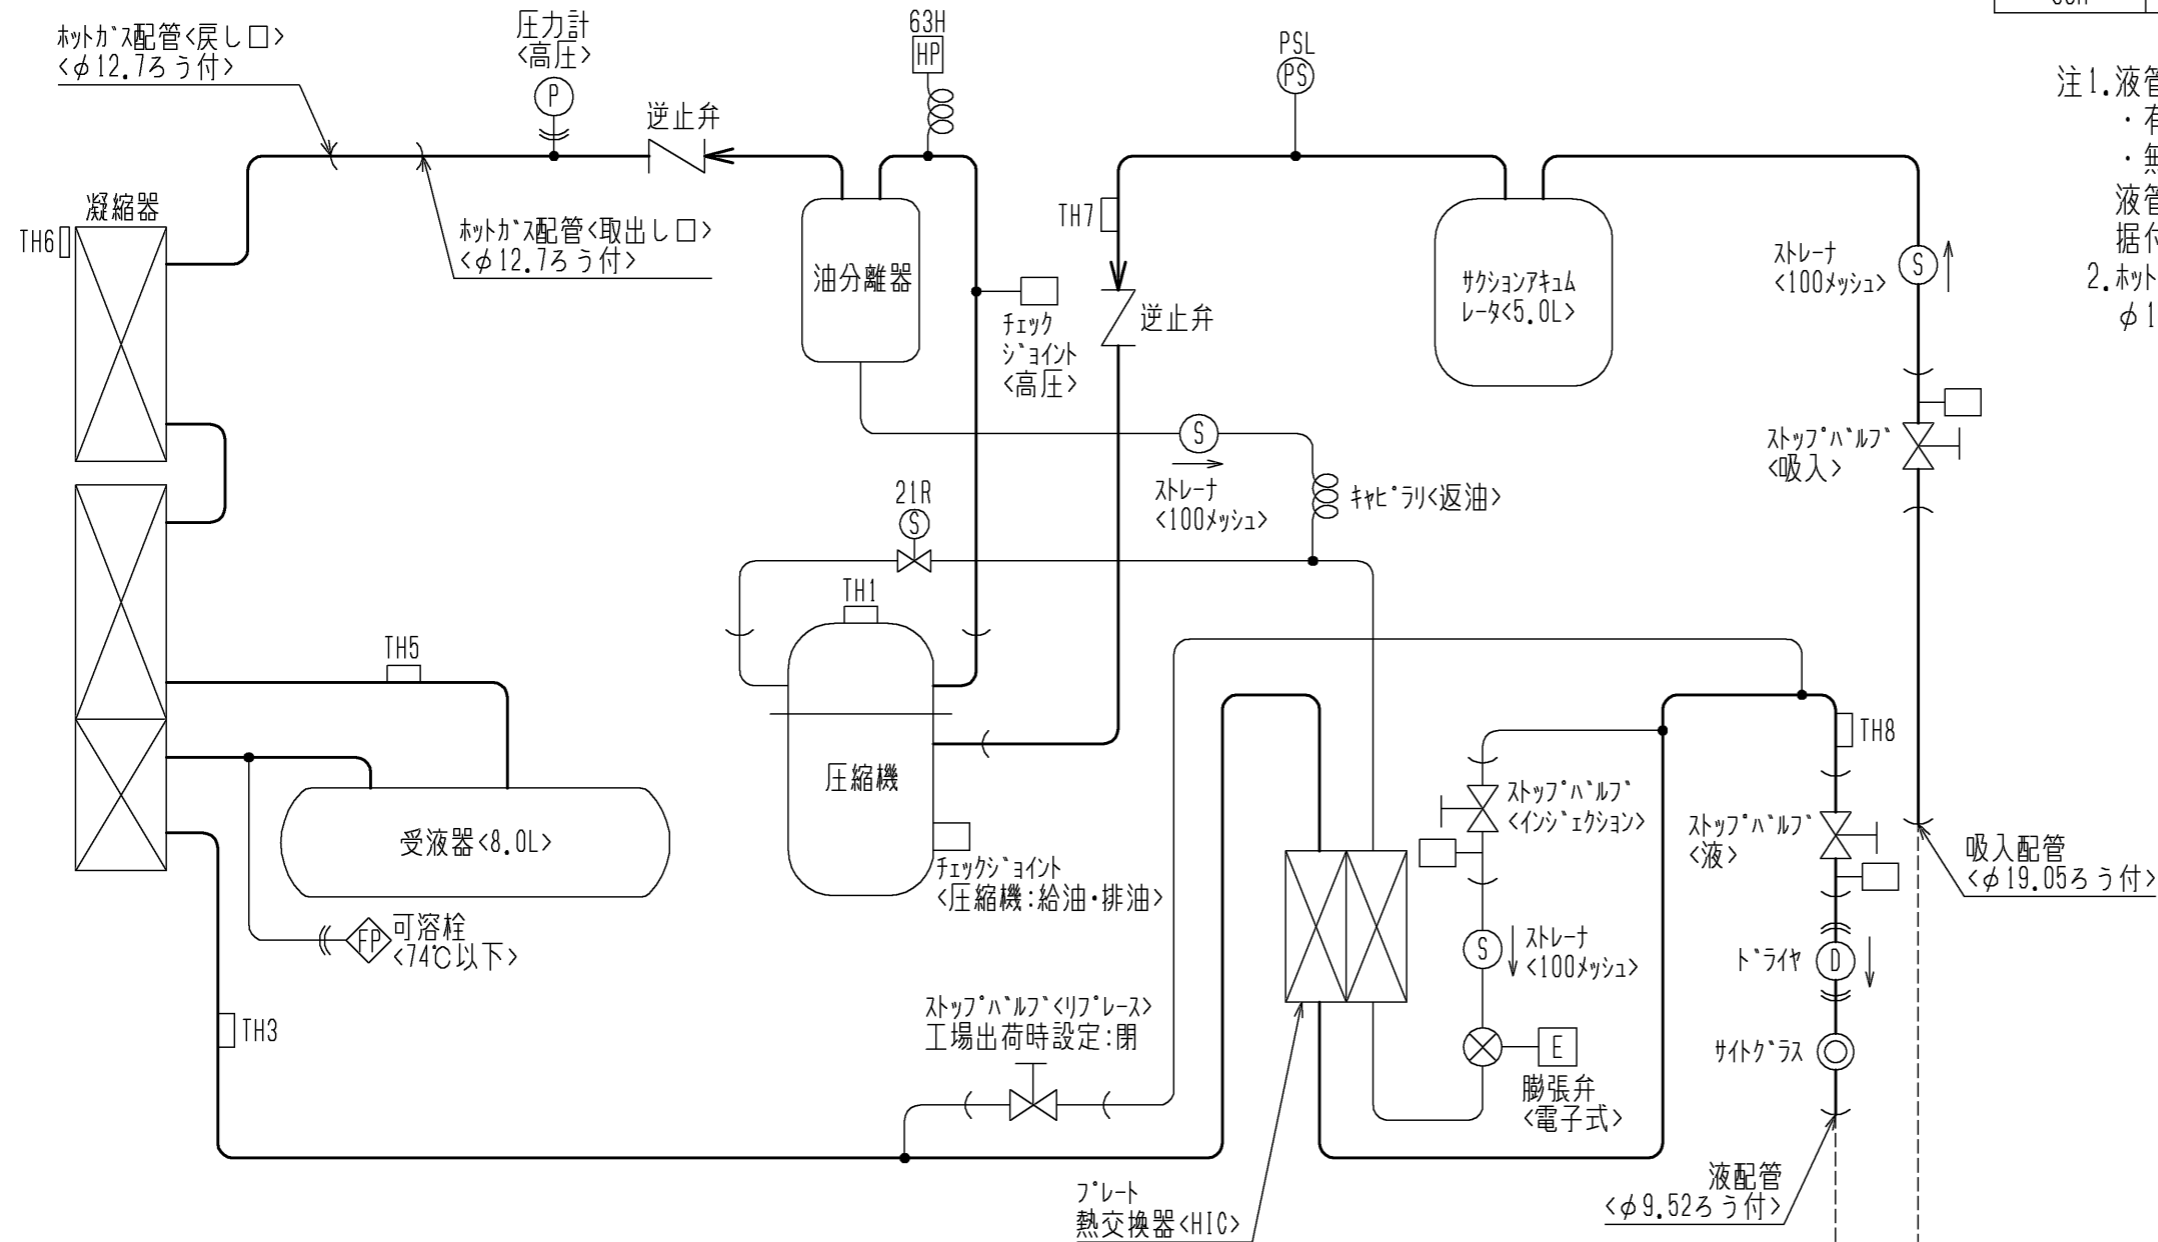 ホットガス配管<戻し口>
<φ12.7ろう付>
圧力計
<高圧>
P
63H
HP
逆止弁
PSL
PS
注1.液管
・有
・無
液管
据付
2.ホット
φ1
凝縮器
TH6
ホットガス配管<取出し口>
<φ12.7ろう付>
油分離器
チェック
ジョイント
<高圧>
TH7
逆止弁
サクションアキュム
レータ<5.0L>
ストレーナ
<100メッシュ>
S
ストップバルブ
<吸入>
S
ストレーナ
<100メッシュ>
キャピラリ<返油>
21R
S
TH1
TH5
圧縮機
受液器<8.0L>
チェックジョイント
<圧縮機:給油・排油>
FP
可溶栓
<74℃以下>
TH3
ストップバルブ<リプレース>
工場出荷時設定:閉
ストップバルブ
<インジェクション>
S
ストレーナ
<100メッシュ>
E
膨張弁
<電子式>
TH8
ストップバルブ
<液>
ドライヤ
D
サイトグラス
吸入配管
<φ19.05ろう付>
液配管
<φ9.52ろう付>
プレート
熱交換器<HIC>